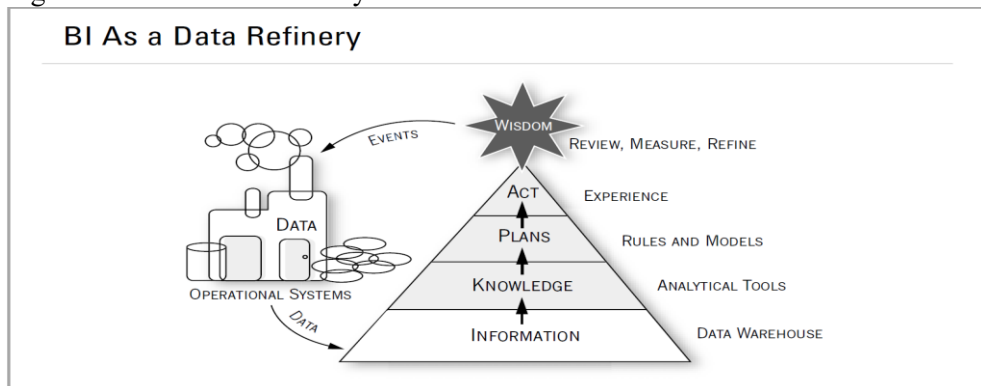 BI As a Data Refinery
WISDOM
EVENTS
REVIEW, MEASURE, REFINE
ACT
EXPERIENCE
DATA
PLANS
RULES AND MODELS
KNOWLEDGE
ANALYTICAL TOOLS
OPERATIONAL SYSTEMS
DATA
INFORMATION
DATA WAREHOUSE